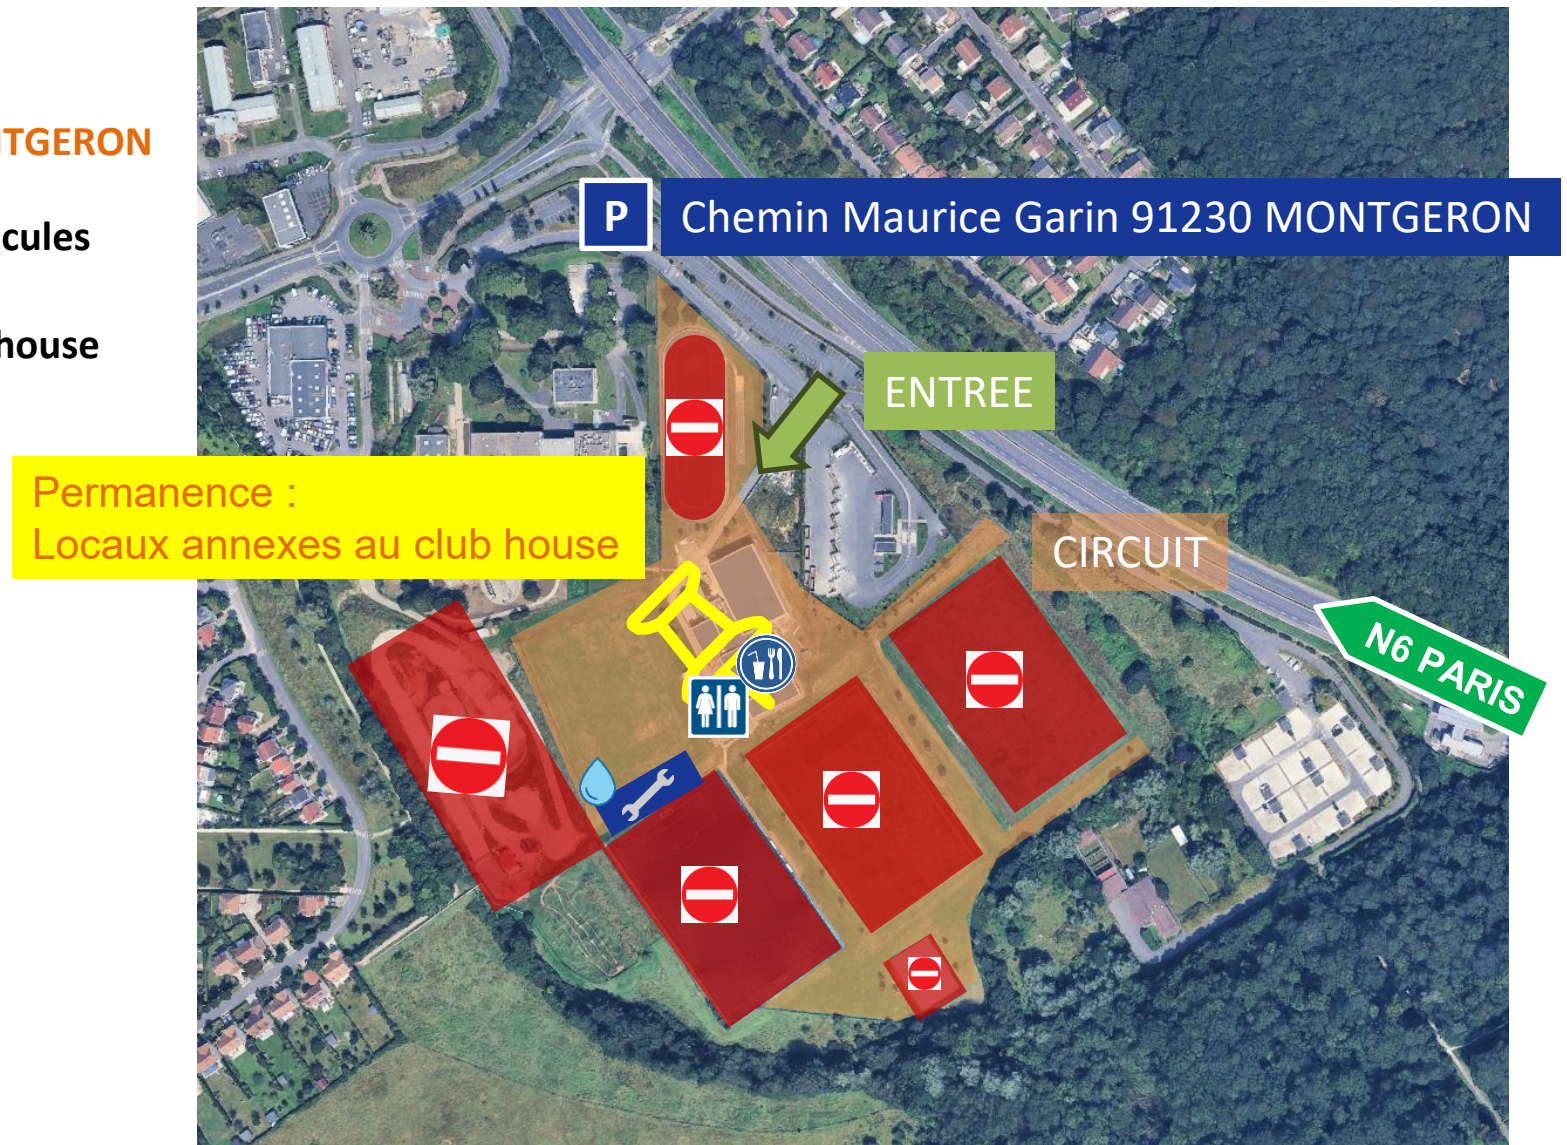 TGERON
cules
house
P
Chemin Maurice Garin 91230 MONTGERON
ENTREE
Permanence :
Locaux annexes au club house
CIRCUIT
N6 PARIS